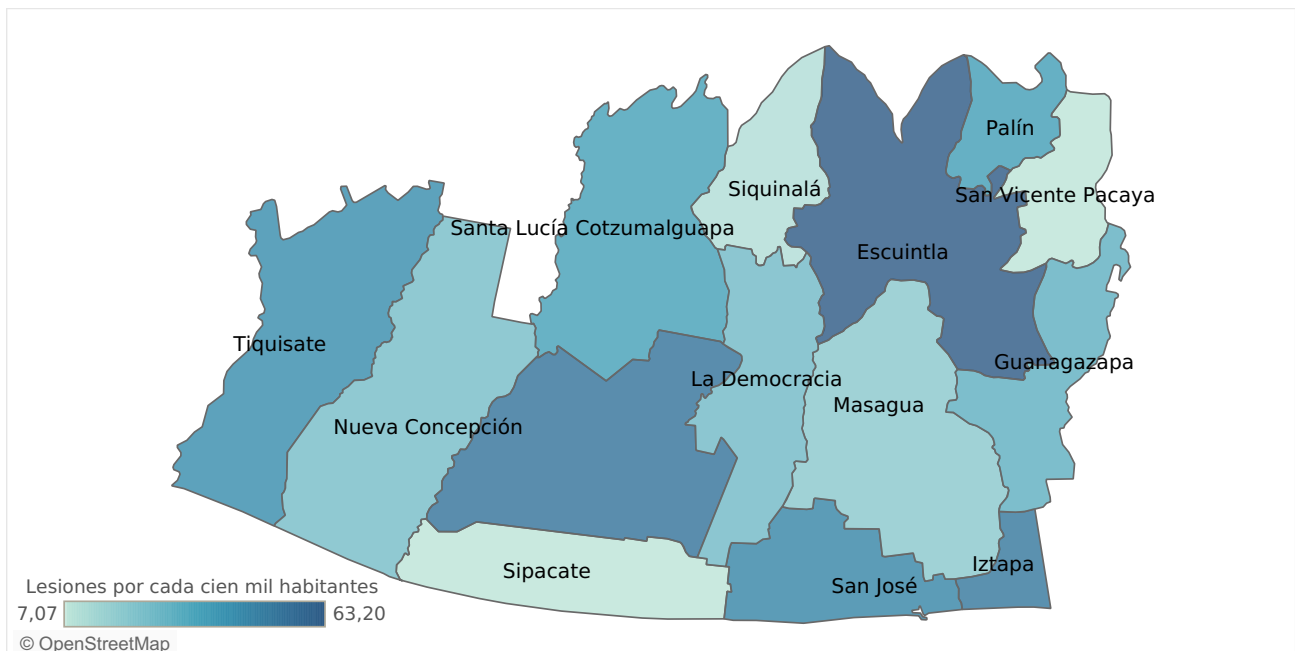 Palín
Siquinalá
San Vicente Pacaya
Santa Lucía Cotzumalguapa
Escuintla
Tiquisate
Guanagazapa
La Democracia
Masagua
Nueva Concepción
Iztapa
Sipacate
San José
Lesiones por cada cien mil habitantes
7,07 63,20
© OpenStreetMap